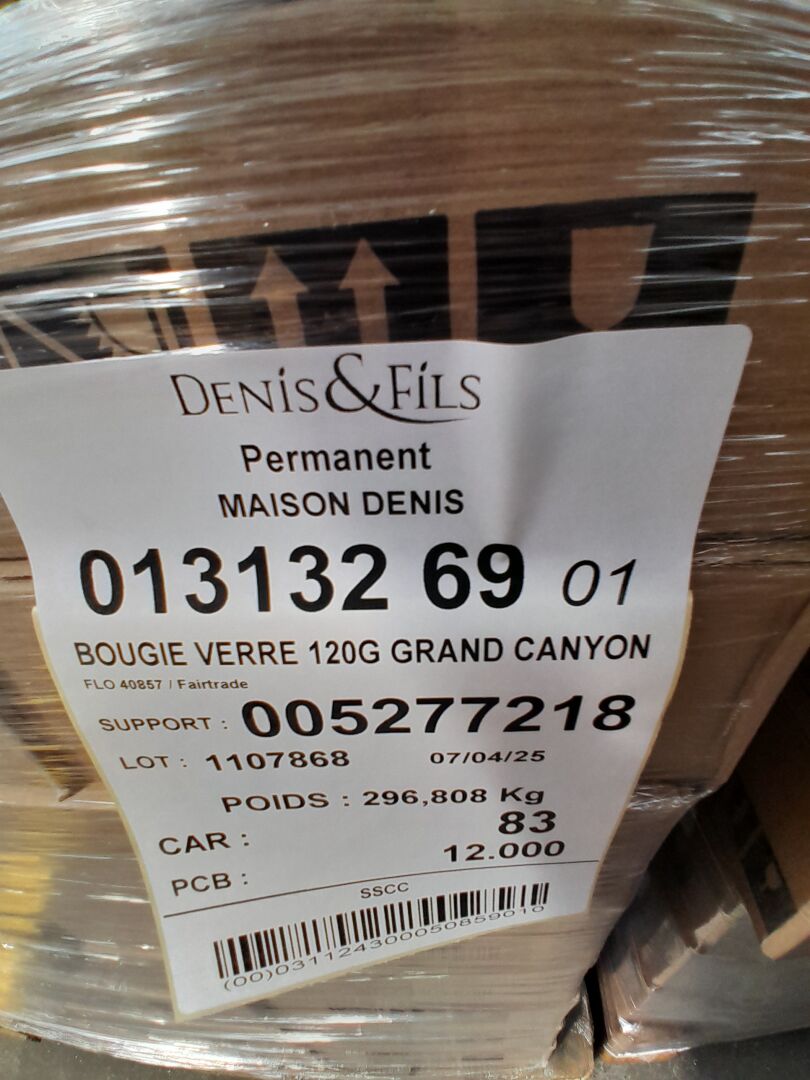 DENIS & FILS
Permanent
MAISON DENIS
013132 69 01
BOUGIE VERRE 120G GRAND CANYON
FLO 40857 / Fairtrade
SUPPORT : 005277218
LOT : 1107868 07/04/25
POIDS : 296,808 Kg
CAR : 83
PCB : 12.000
SSCC
(00)031124300050859010